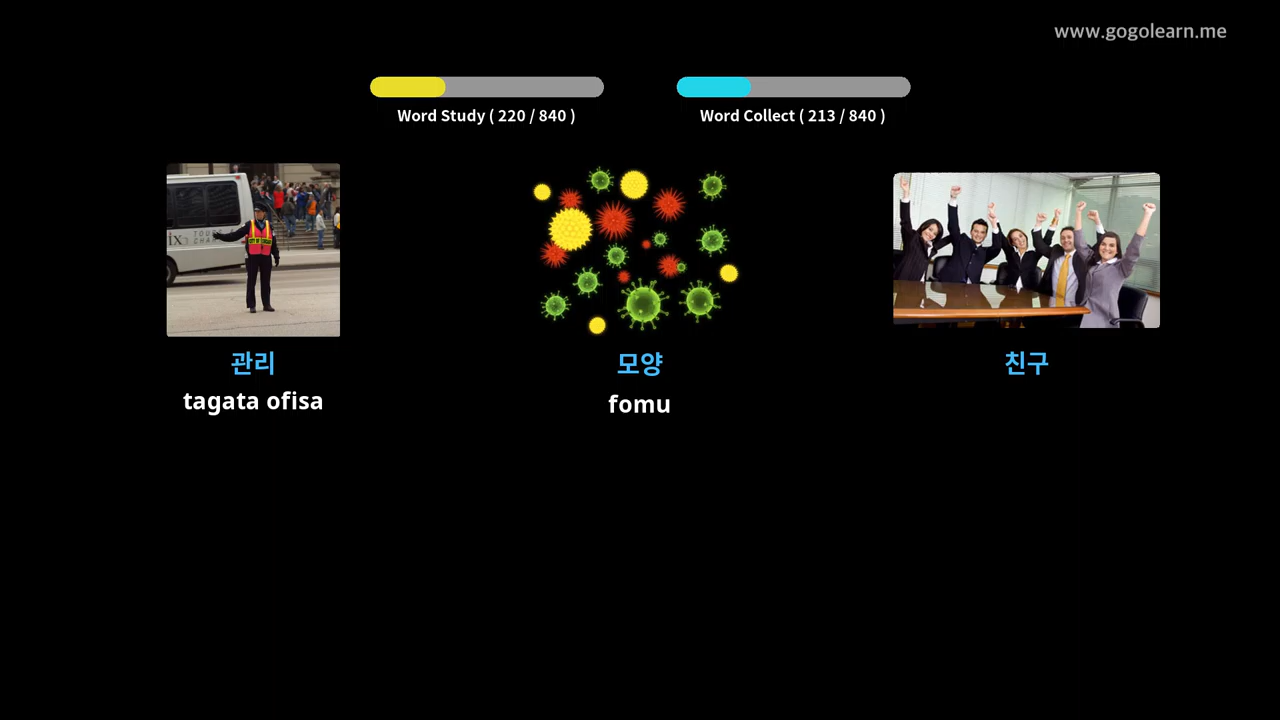 www.gogolearn.me
Word Study ( 220 / 840 )
Word Collect ( 213 / 840 )
관리
모양
친구
tagata ofisa
fomu